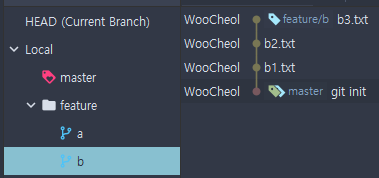 HEAD (Current Branch)
Local
master
feature
a
b
WooCheol feature/b b3.txt
WooCheol b2.txt
WooCheol b1.txt
WooCheol master git init